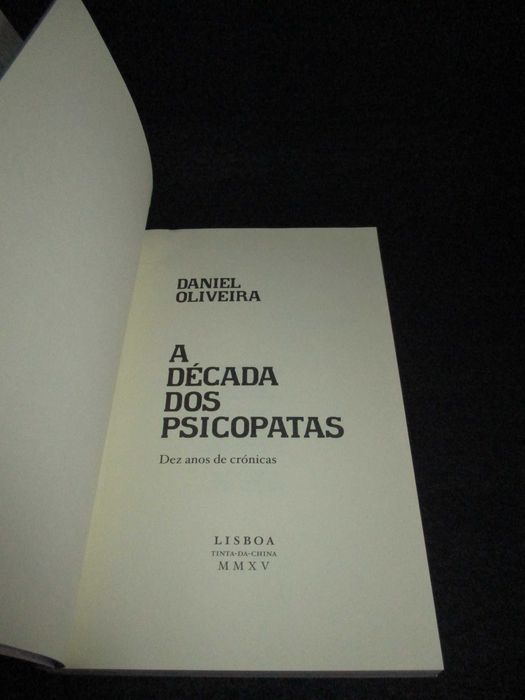 DANIEL
OLIVEIRA
A
DÉCADA
DOS
PSICOPATAS
Dez anos de crónicas
LISBOA
TINTA-DA-CHINA
MMXV